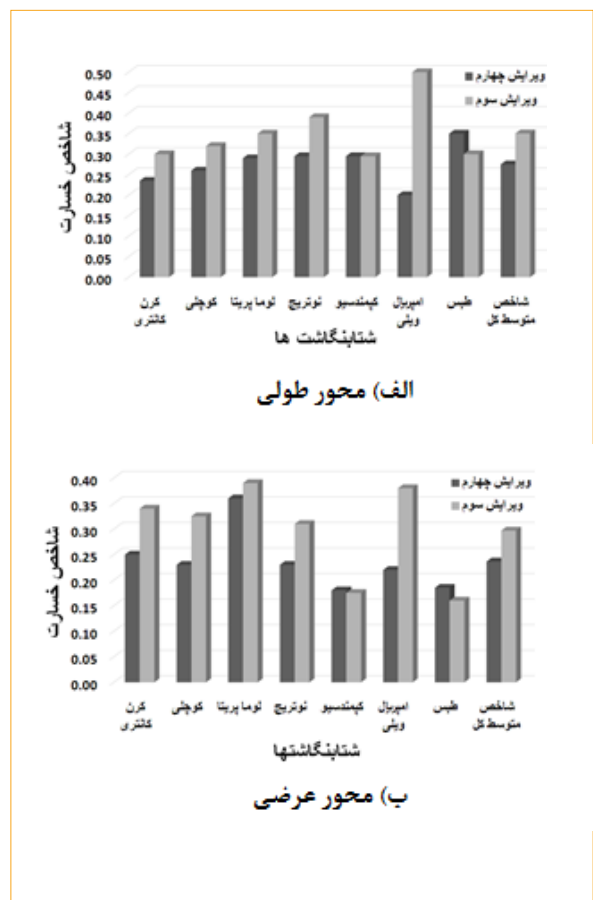 0.50
0.45
0.40
0.35
0.30
0.25
0.20
0.15
0.10
0.05
0.00
شاخص خسارت
ویرایش چهارم
ویرایش سوم
کرن کوچلی لوما پریتا نوتریج کپمندسیو امپریال طبس شاخص
کانتری ویلی متوسط کل
شتابنگاشت ها
الف) محور طولی
0.40
0.35
0.30
0.25
0.20
0.15
0.10
0.05
0.00
شاخص خسارت
ویرایش چهارم
ویرایش سوم
کرن کوچلی لوما پریتا نوتریج کپمندسیو امپریال طبس شاخص
کانتری ویلی متوسط کل
شتابنگاشتها
ب) محور عرضی